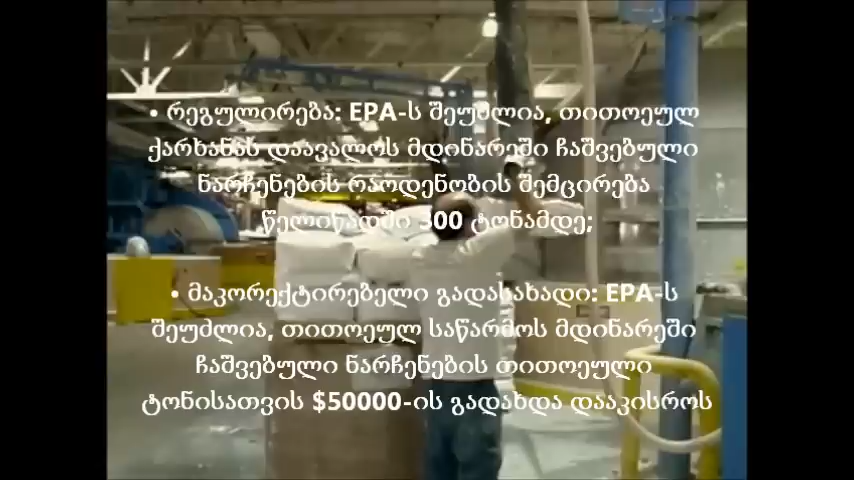 • რეგულირება: EPA-ს შეუძლია, თითოეულ
ქარხანას დაავალოს მდინარეში ჩაშვებული
ნარჩენების რაოდენობის შემცირება
წელიწადში 300 ტონამდე;
• მაკორექტირებელი გადასახადი: EPA-ს
შეუძლია, თითოეულ საწარმოს მდინარეში
ჩაშვებული ნარჩენების თითოეული
ტონისათვის $50000-ის გადახდა დააკისროს